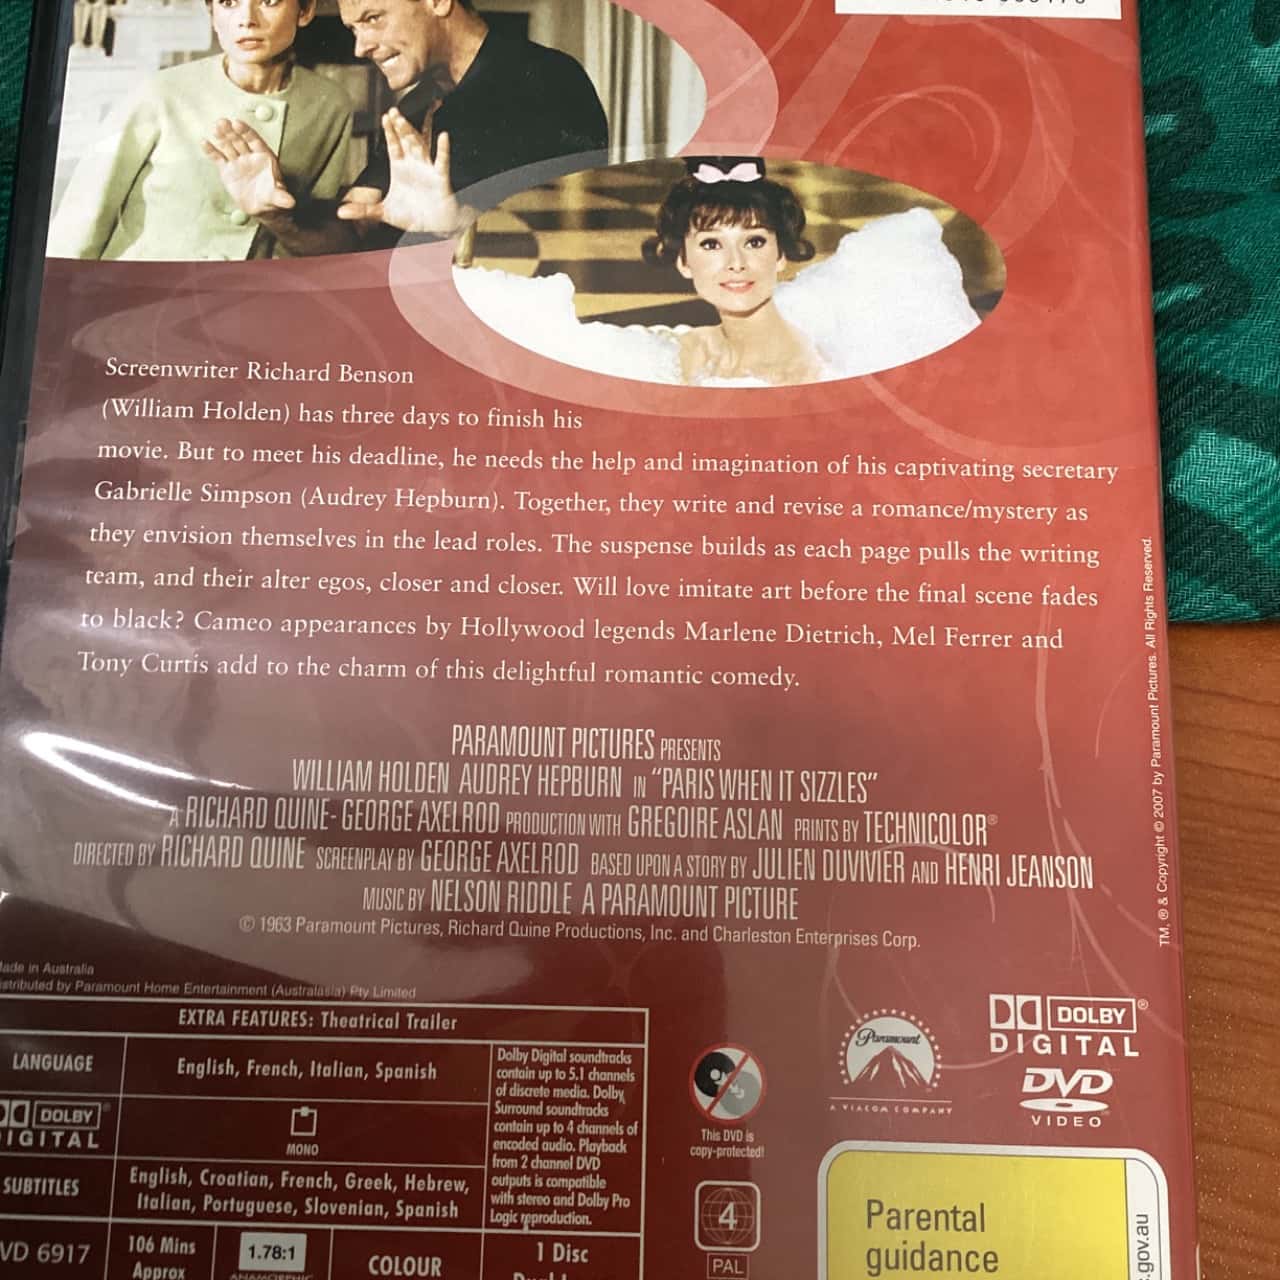 Screenwriter Richard Benson
(William Holden) has three days to finish his
movie. But to meet his deadline, he needs the help and imagination of his captivating secretary
Gabrielle Simpson (Audrey Hepburn). Together, they write and revise a romance/mystery as
they envision themselves in the lead roles. The suspense builds as each page pulls the writing
team, and their alter egos, closer and closer. Will love imitate art before the final scene fades
to black? Cameo appearances by Hollywood legends Marlene Dietrich, Mel Ferrer and
Tony Curtis add to the charm of this delightful romantic comedy.
PARAMOUNT PICTURES PRESENTS
WILLIAM HOLDEN AUDREY HEPBURN IN "PARIS WHEN IT SIZZLES"
A RICHARD QUINE- GEORGE AXELROD PRODUCTION WITH GREGOIRE ASLAN PRINTS BY TECHNICOLOR®
DIRECTED BY RICHARD QUINE SCREENPLAY BY GEORGE AXELROD BASED UPON A STORY BY JULIEN DUVIVIER AND HENRI JEANSON
MUSIC BY NELSON RIDDLE A PARAMOUNT PICTURE
© 1963 Paramount Pictures, Richard Quine Productions, Inc. and Charleston Enterprises Corp.
TM, ® & Copyright © 2007 by Paramount Pictures. All Rights Reserved.
Made in Australia
Distributed by Paramount Home Entertainment (Australasia) Pty Limited
EXTRA FEATURES: Theatrical Trailer
LANGUAGE
English, French, Italian, Spanish
DOLBY
DIGITAL
MONO
SUBTITLES
English, Croatian, French, Greek, Hebrew,
Italian, Portuguese, Slovenian, Spanish
Dolby Digital soundtracks
contain up to 5.1 channels
of discrete media. Dolby
Surround soundtracks
contain up to 4 channels of
encoded audio. Playback
from 2 channel DVD
outputs is compatible
with stereo and Dolby Pro
Logic reproduction.
VD 6917
106 Mins
Approx
1.78:1
ANAMORPHIC
COLOUR
1 Disc
This DVD is
copy-protected!
4
PAL
Paramount
A VIACOM COMPANY
DOLBY®
DIGITAL
DVD
VIDEO
Parental
guidance
.gov.au